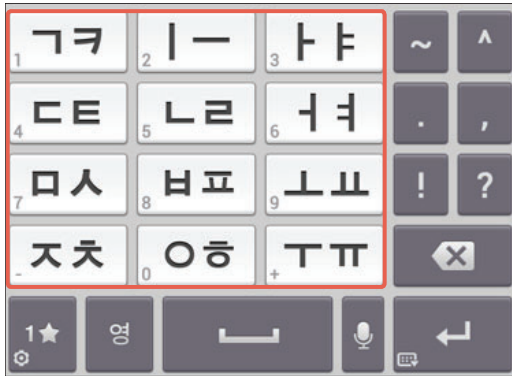 1 ㄱㅋ 2 ㅣㅡ 3 ㅏㅑ ~ ^
4 ㄷㅌ 5 ㄴㄹ 6 ㅓㅕ . ,
7 ㅁㅅ 8 ㅂㅍ 9 ㅗㅛ ! ?
- ㅈㅊ 0 ㅇㅎ + ㅜㅠ
1★ 영